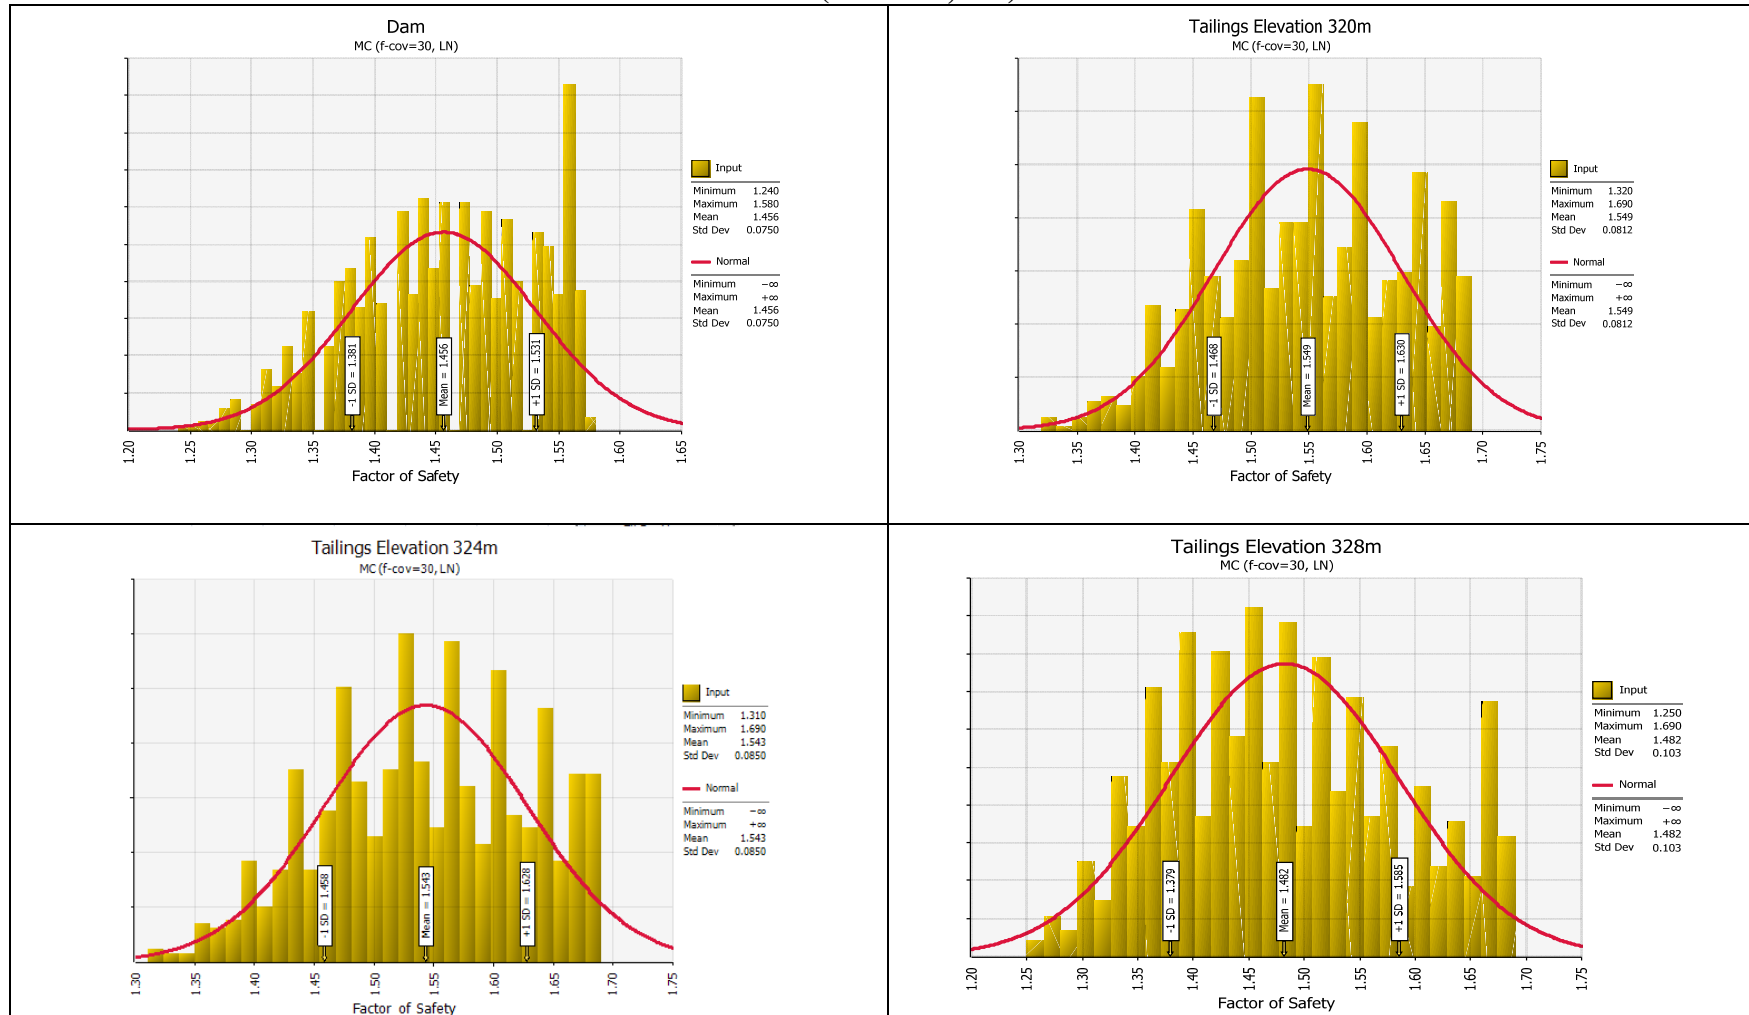 Dam
MC (f-cov=30, LN)
Input
Minimum 1.240
Maximum 1.580
Mean 1.456
Std Dev 0.0750
Normal
Minimum −∞
Maximum +∞
Mean 1.456
Std Dev 0.0750
-1 SD = 1.381
Mean = 1.456
+1 SD = 1.531
1.20 1.25 1.30 1.35 1.40 1.45 1.50 1.55 1.60 1.65
Factor of Safety
Tailings Elevation 320m
MC (f-cov=30, LN)
Input
Minimum 1.320
Maximum 1.690
Mean 1.549
Std Dev 0.0812
Normal
Minimum −∞
Maximum +∞
Mean 1.549
Std Dev 0.0812
-1 SD = 1.468
Mean = 1.549
+1 SD = 1.630
1.30 1.35 1.40 1.45 1.50 1.55 1.60 1.65 1.70 1.75
Factor of Safety
Tailings Elevation 324m
MC (f-cov=30, LN)
Input
Minimum 1.310
Maximum 1.690
Mean 1.543
Std Dev 0.0850
Normal
Minimum −∞
Maximum +∞
Mean 1.543
Std Dev 0.0850
-1 SD = 1.458
Mean = 1.543
+1 SD = 1.628
1.30 1.35 1.40 1.45 1.50 1.55 1.60 1.65 1.70 1.75
Factor of Safety
Tailings Elevation 328m
MC (f-cov=30, LN)
Input
Minimum 1.250
Maximum 1.690
Mean 1.482
Std Dev 0.103
Normal
Minimum −∞
Maximum +∞
Mean 1.482
Std Dev 0.103
-1 SD = 1.379
Mean = 1.482
+1 SD = 1.585
1.20 1.25 1.30 1.35 1.40 1.45 1.50 1.55 1.60 1.65 1.70 1.75
Factor of Safety